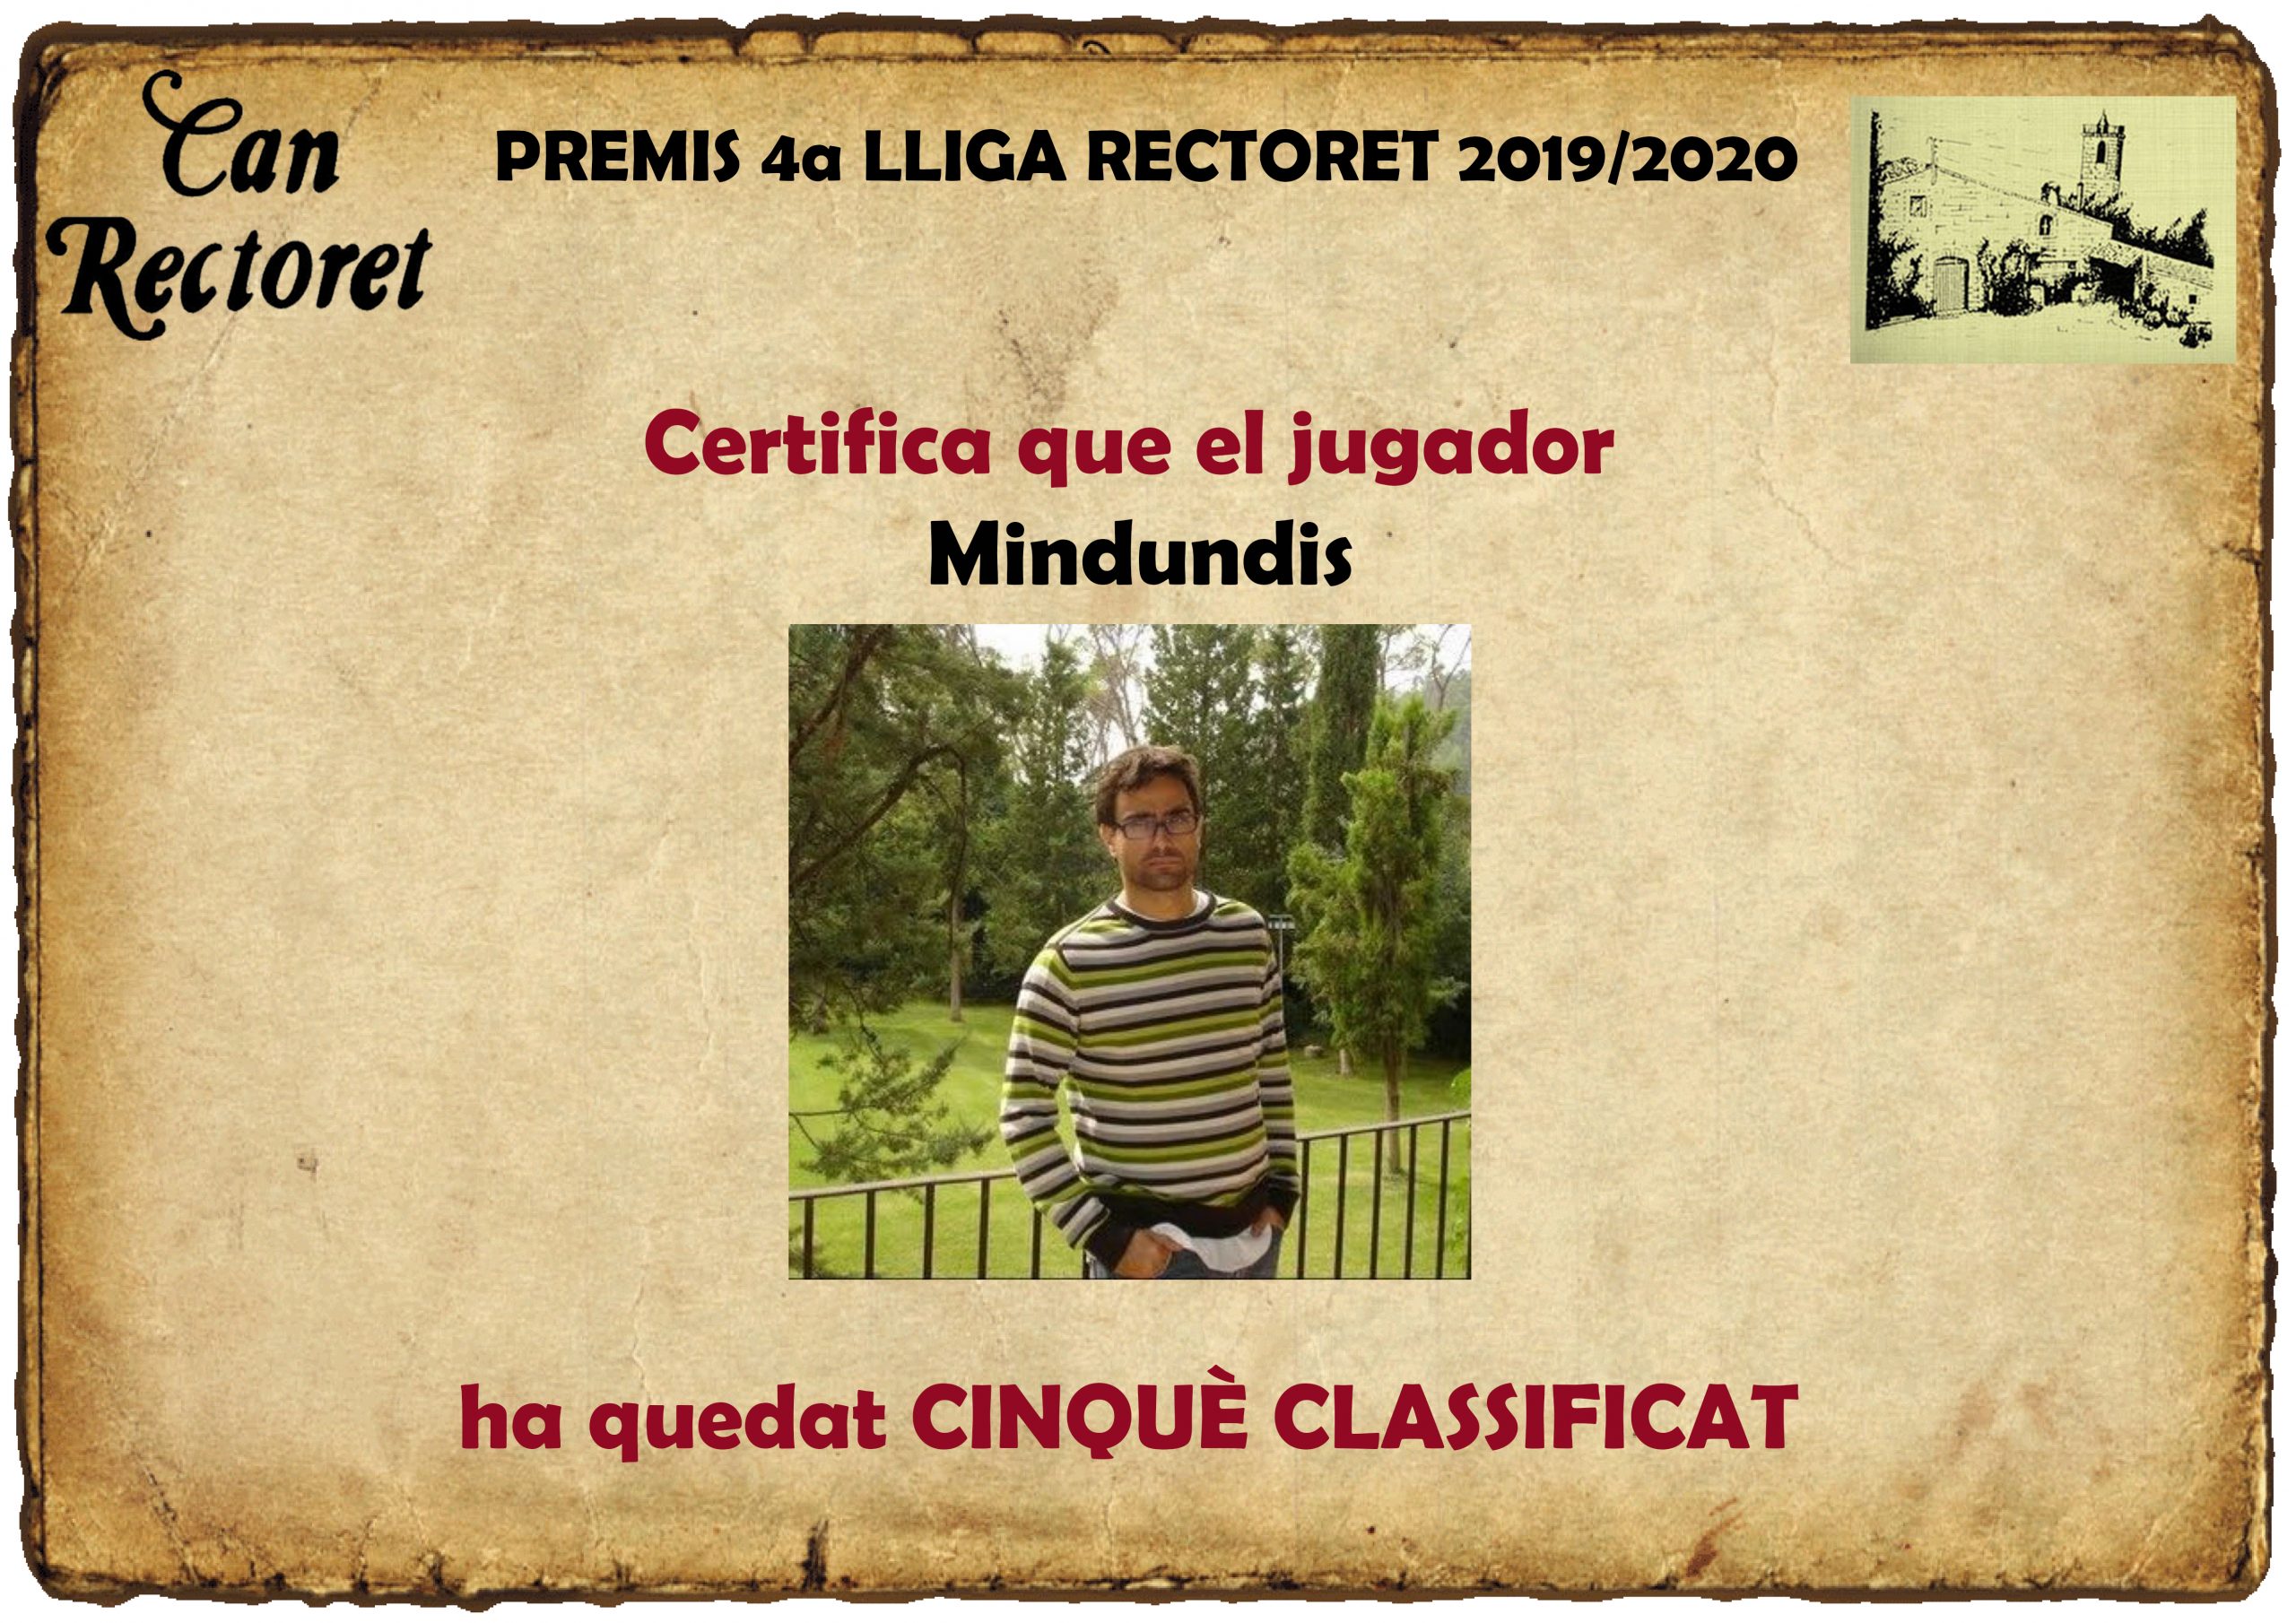 Can
Rectoret
PREMIS 4a LLIGA RECTORET 2019/2020
Certifica que el jugador
Mindundis
ha quedat CINQUÈ CLASSIFICAT